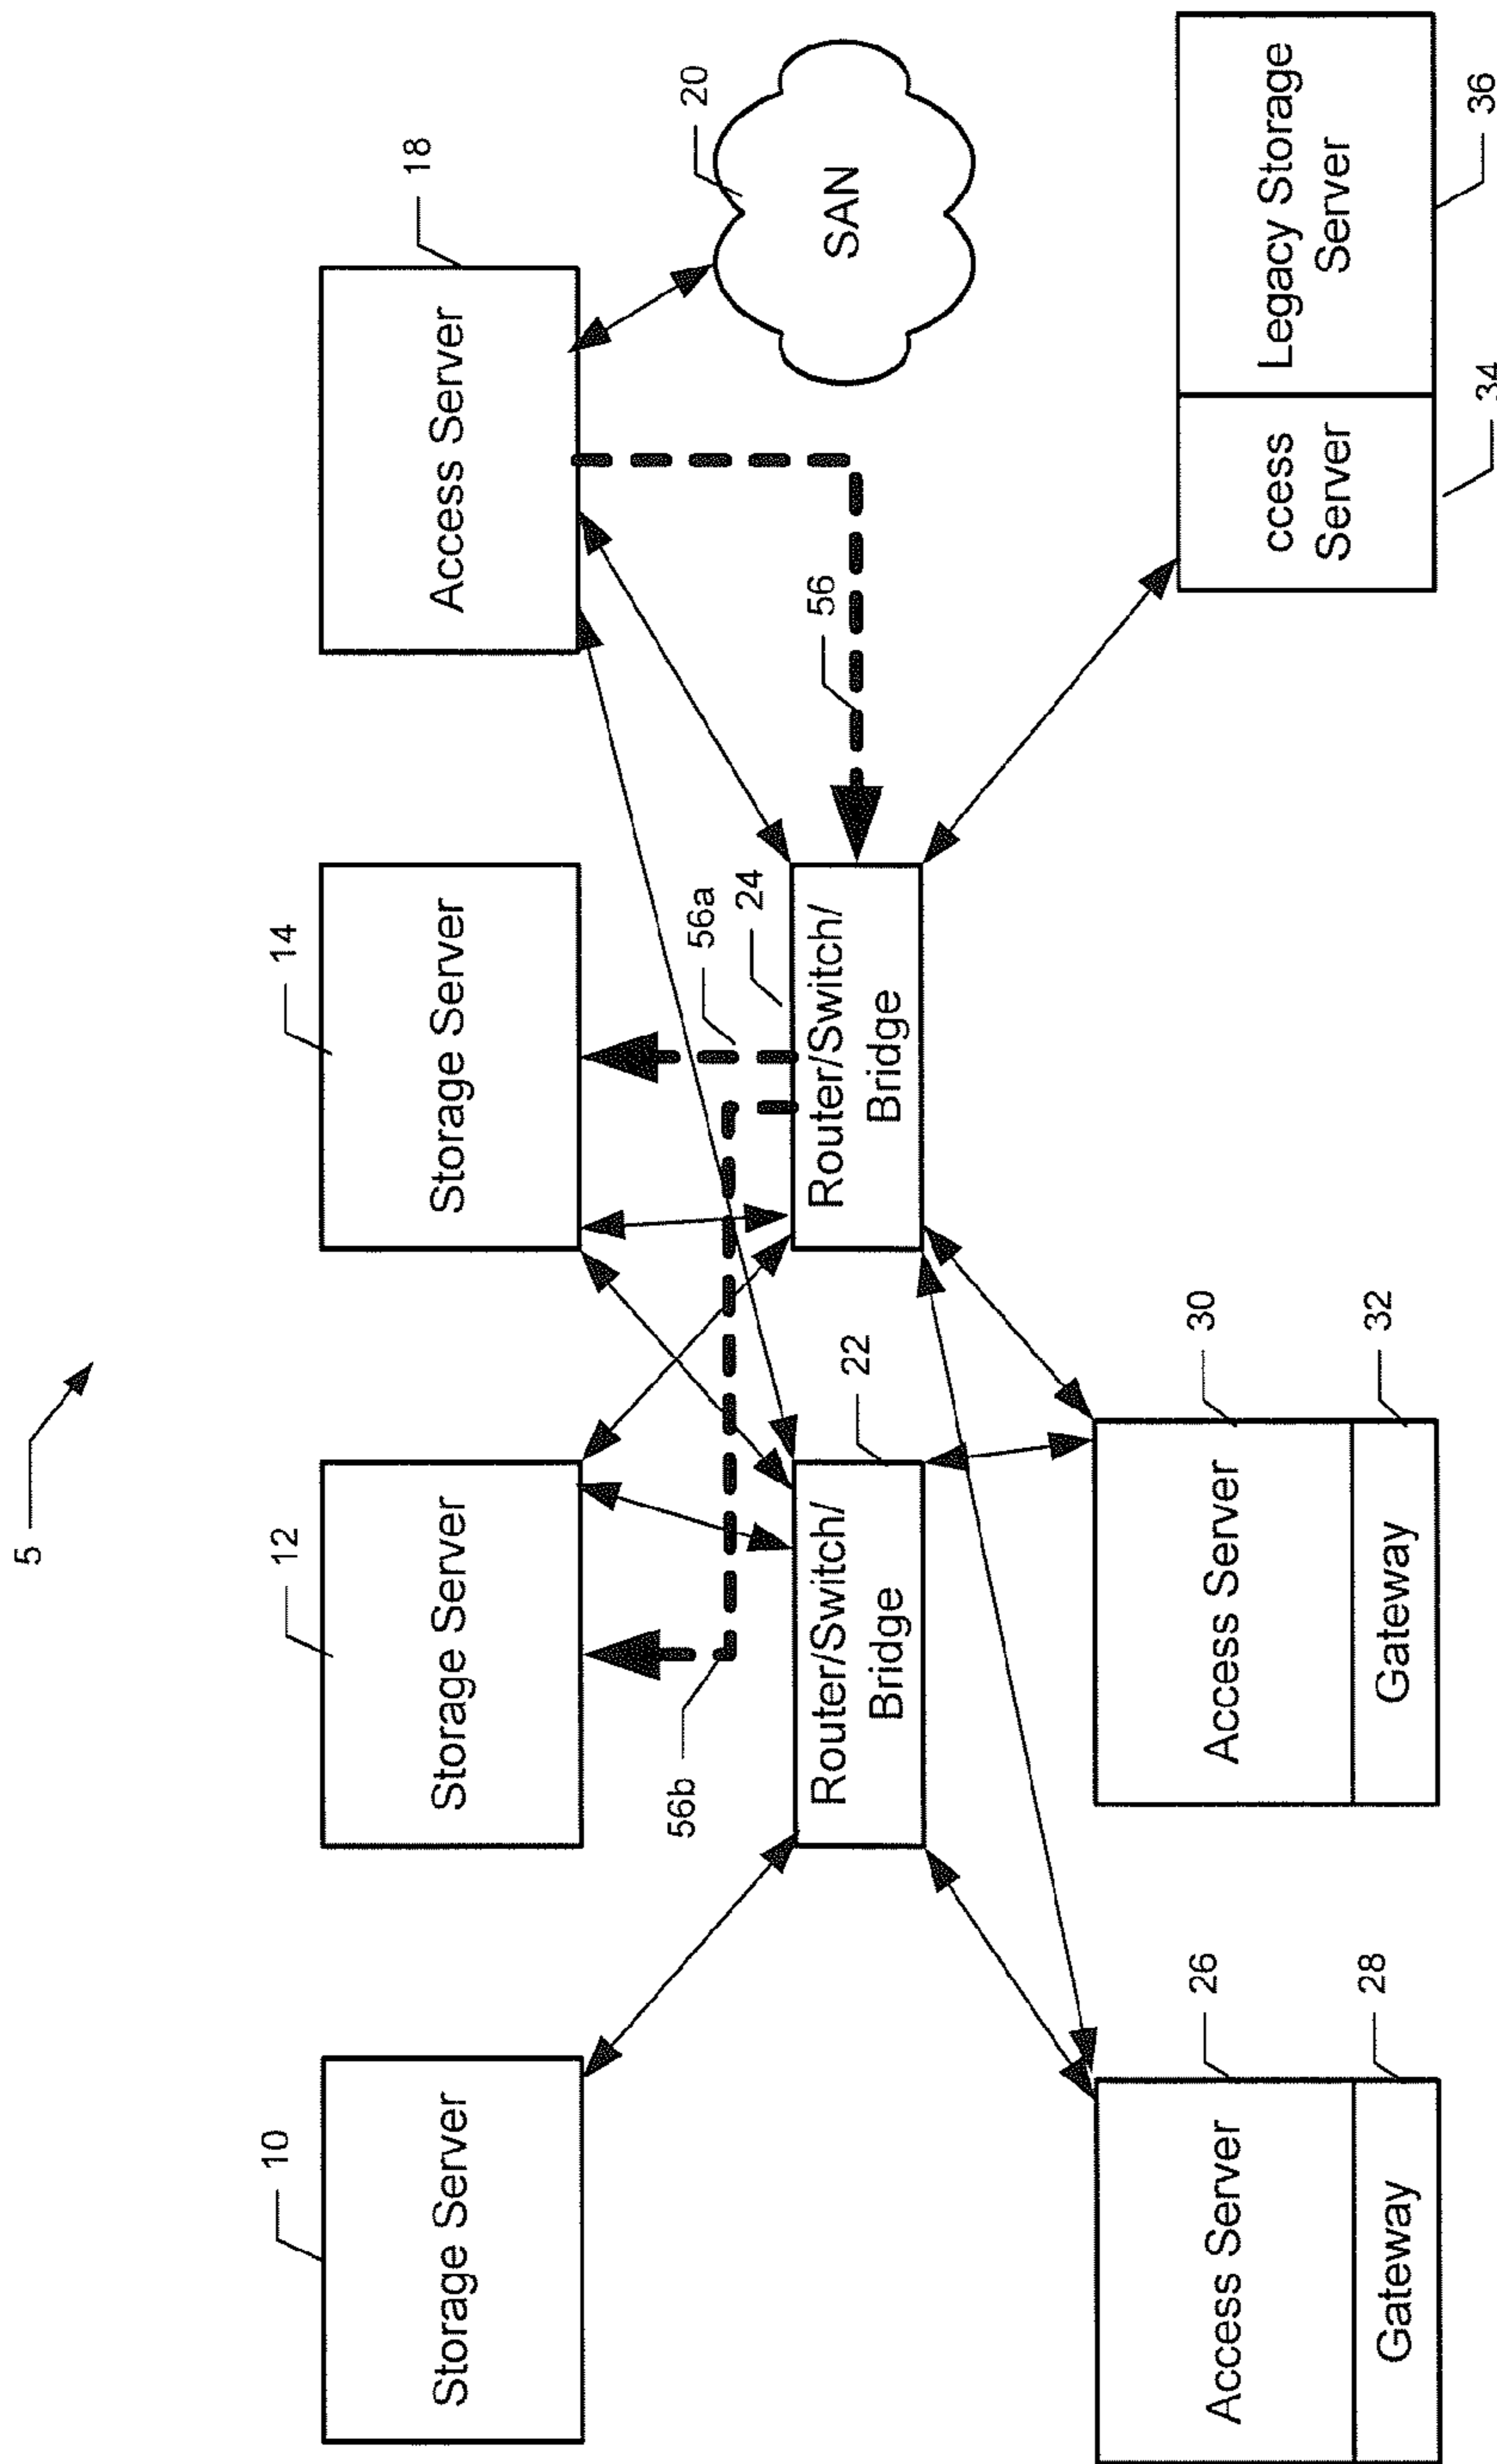 5
10
12
14
18
Storage Server
Storage Server
Storage Server
Access Server
20
SAN
56b
56a
24
56
Router/Switch/
Bridge
22
Router/Switch/
Bridge
26
Access Server
28
Gateway
30
Access Server
32
Gateway
ccess
Server
34
Legacy Storage
Server
36